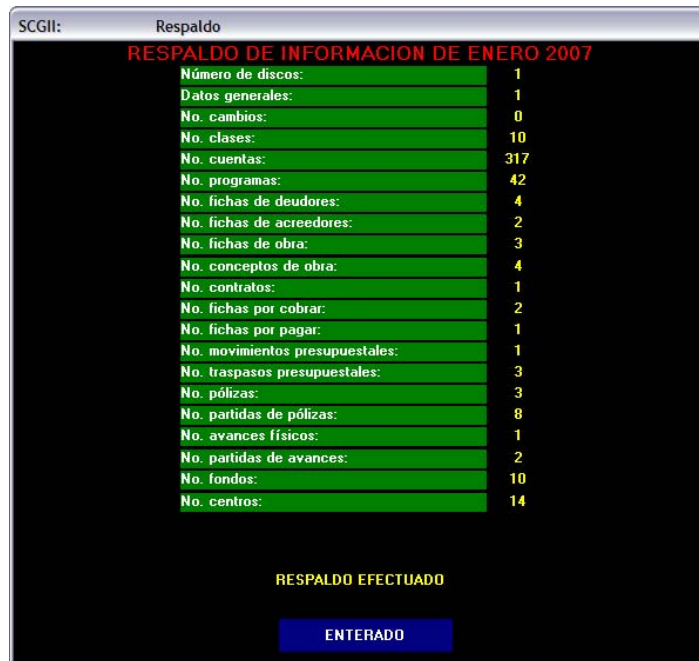 SCGII: Respaldo
RESPALDO DE INFORMACION DE ENERO 2007
Número de discos: 1
Datos generales: 1
No. cambios: 0
No. clases: 10
No. cuentas: 317
No. programas: 42
No. fichas de deudores: 4
No. fichas de acreedores: 2
No. fichas de obra: 3
No. conceptos de obra: 4
No. contratos: 1
No. fichas por cobrar: 2
No. fichas por pagar: 1
No. movimientos presupuestales: 1
No. traspasos presupuestales: 3
No. pólizas: 3
No. partidas de pólizas: 8
No. avances físicos: 1
No. partidas de avances: 2
No. fondos: 10
No. centros: 14
RESPALDO EFECTUADO
ENTERADO